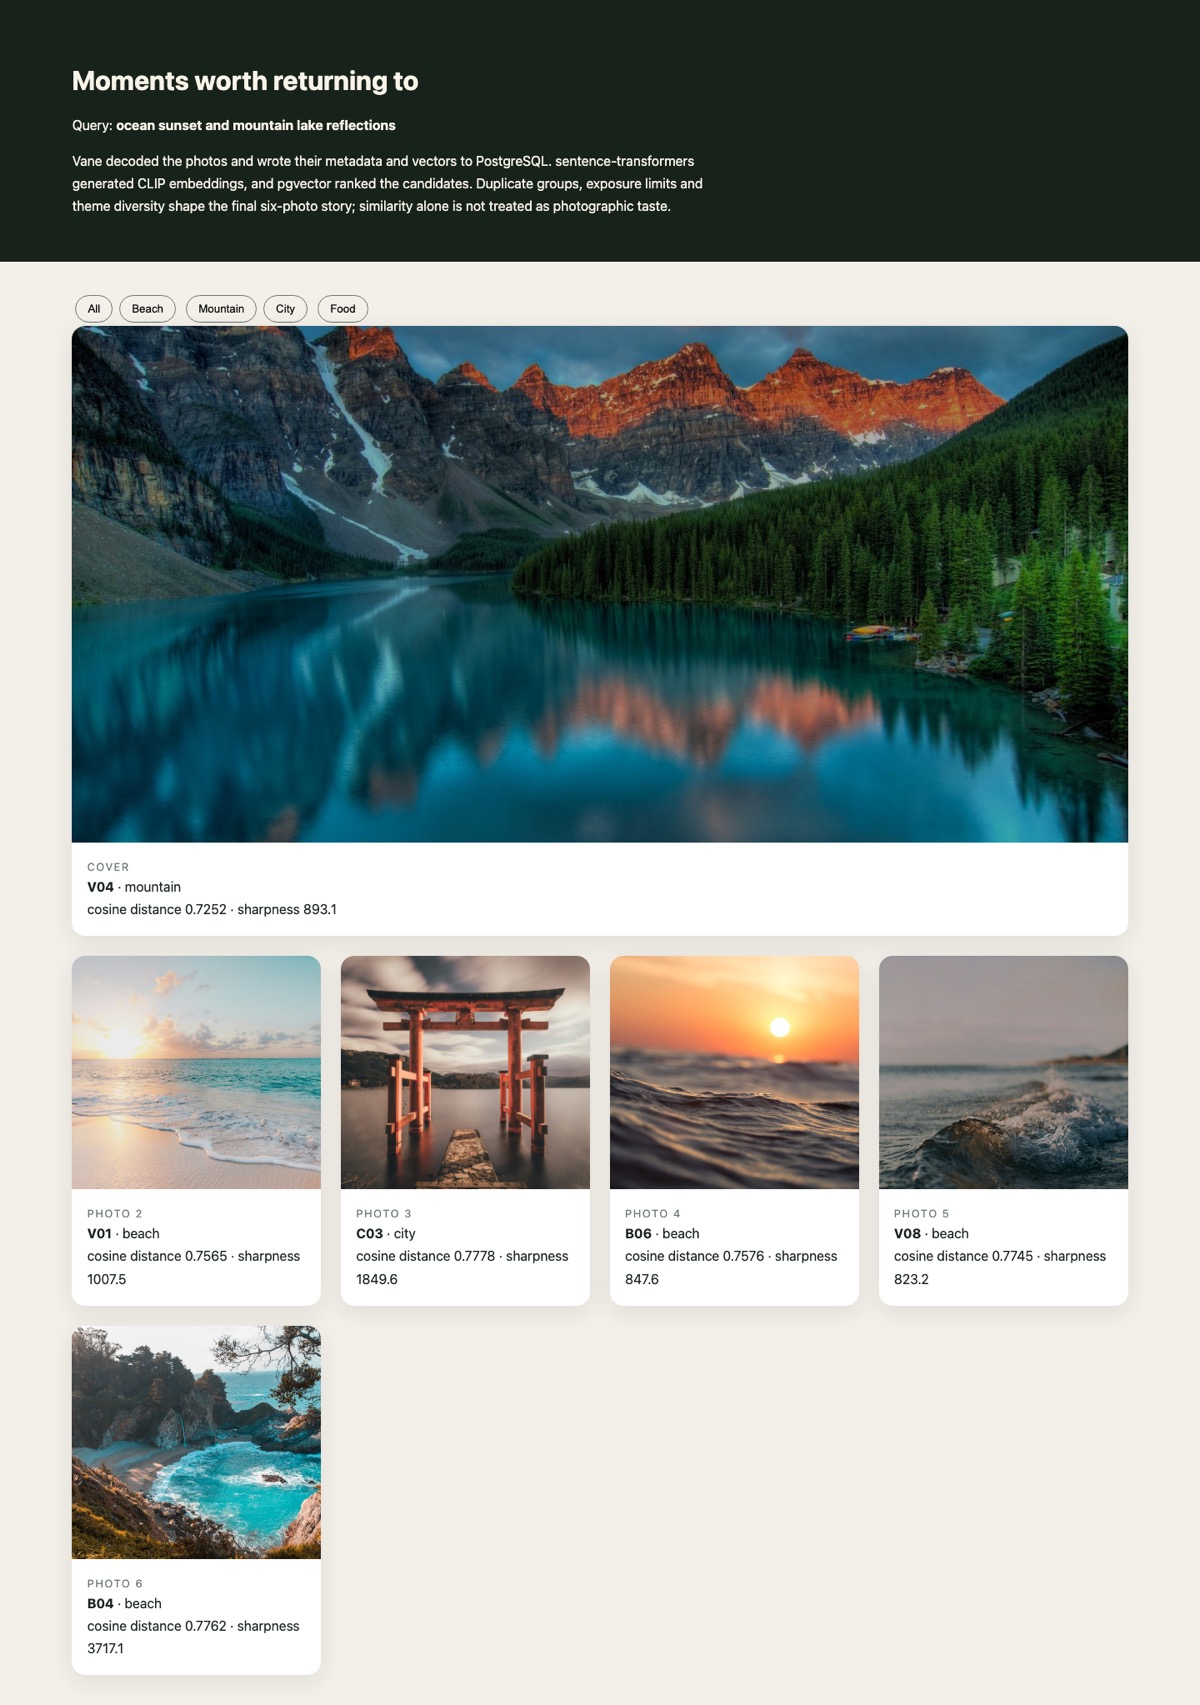 Moments worth returning to
Query: ocean sunset and mountain lake reflections
Vane decoded the photos and wrote their metadata and vectors to PostgreSQL. sentence-transformers
generated CLIP embeddings, and pgvector ranked the candidates. Duplicate groups, exposure limits and
theme diversity shape the final six-photo story; similarity alone is not treated as photographic taste.
All Beach Mountain City Food
COVER
V04 · mountain
cosine distance 0.7252 · sharpness 893.1
PHOTO 2
V01 · beach
cosine distance 0.7565 · sharpness
1007.5
PHOTO 3
C03 · city
cosine distance 0.7778 · sharpness
1849.6
PHOTO 4
B06 · beach
cosine distance 0.7576 · sharpness
847.6
PHOTO 5
V08 · beach
cosine distance 0.7745 · sharpness
823.2
PHOTO 6
B04 · beach
cosine distance 0.7762 · sharpness
3717.1